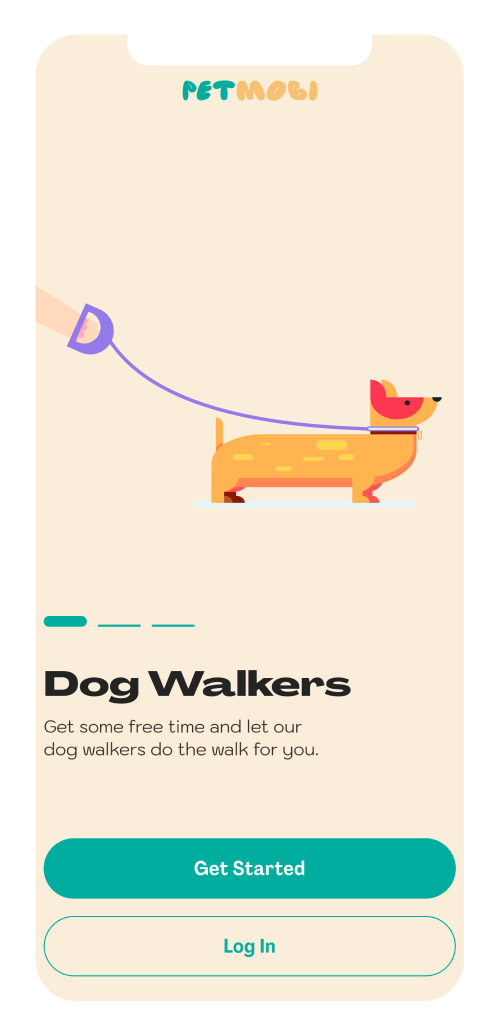 PETMOBI
Dog Walkers
Get some free time and let our
dog walkers do the walk for you.
Get Started
Log In